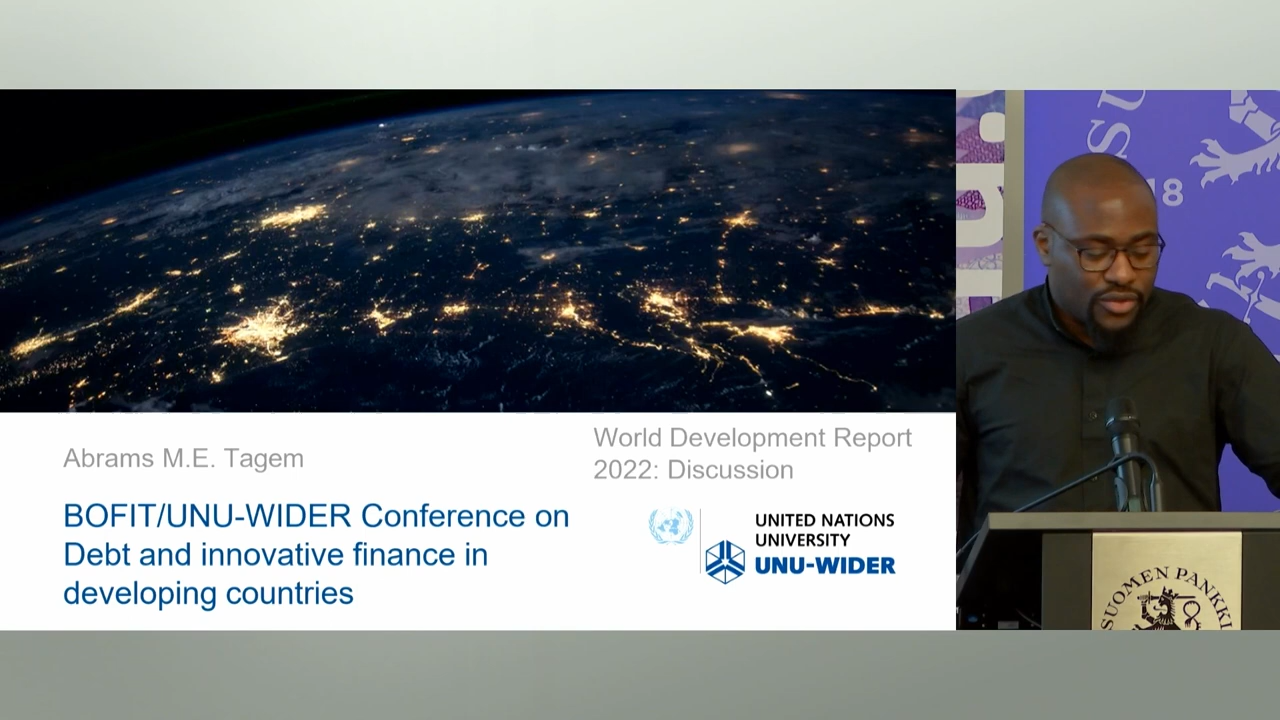 Abrams M.E. Tagem
World Development Report
2022: Discussion
BOFIT/UNU-WIDER Conference on
Debt and innovative finance in
developing countries
UNITED NATIONS
UNIVERSITY
UNU-WIDER
18
SUOMEN PANKKI